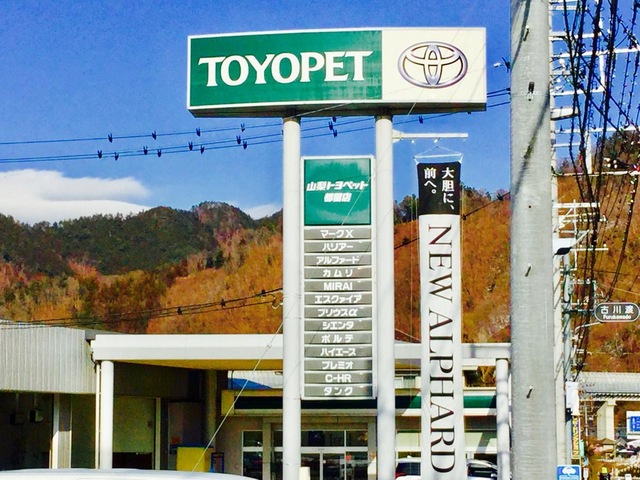 TOYOPET
山梨トヨペット
都留店
マークX
ハリアー
アルファード
カムリ
MIRAI
エスクァイア
プリウスα
シエンタ
ポルテ
ハイエース
プレミオ
C-HR
タンク
大胆に、
前へ。
NEW ALPHARD
古川渡
Furukawado